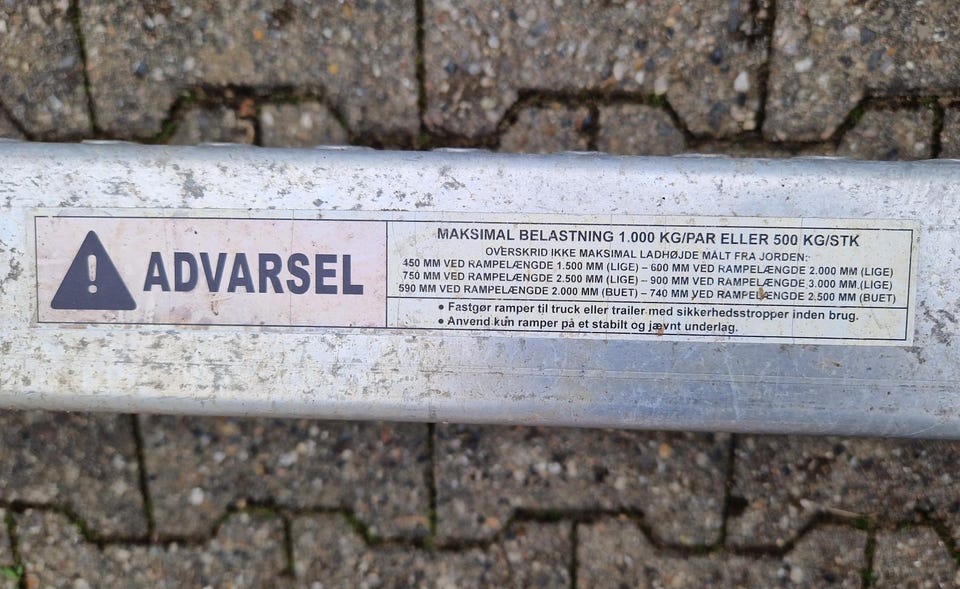 ADVARSEL
MAKSIMAL BELASTNING 1.000 KG/PAR ELLER 500 KG/STK
OVERSKRID IKKE MAKSIMAL LADHØJDE MÅLT FRA JORDEN:
450 MM VED RAMPELÆNGDE 1.500 MM (LIGE) – 600 MM VED RAMPELÆNGDE 2.000 MM (LIGE)
750 MM VED RAMPELÆNGDE 2.500 MM (LIGE) – 900 MM VED RAMPELÆNGDE 3.000 MM.(LIGE)
590 MM VED RAMPELÆNGDE 2.000 MM (BUET) – 740 MM VED RAMPELÆNGDE 2.500 MM (BUET)
• Fastgør ramper til truck eller trailer med sikkerhedsstropper inden brug.
• Anvend kun ramper på et stabilt og jævnt underlag.